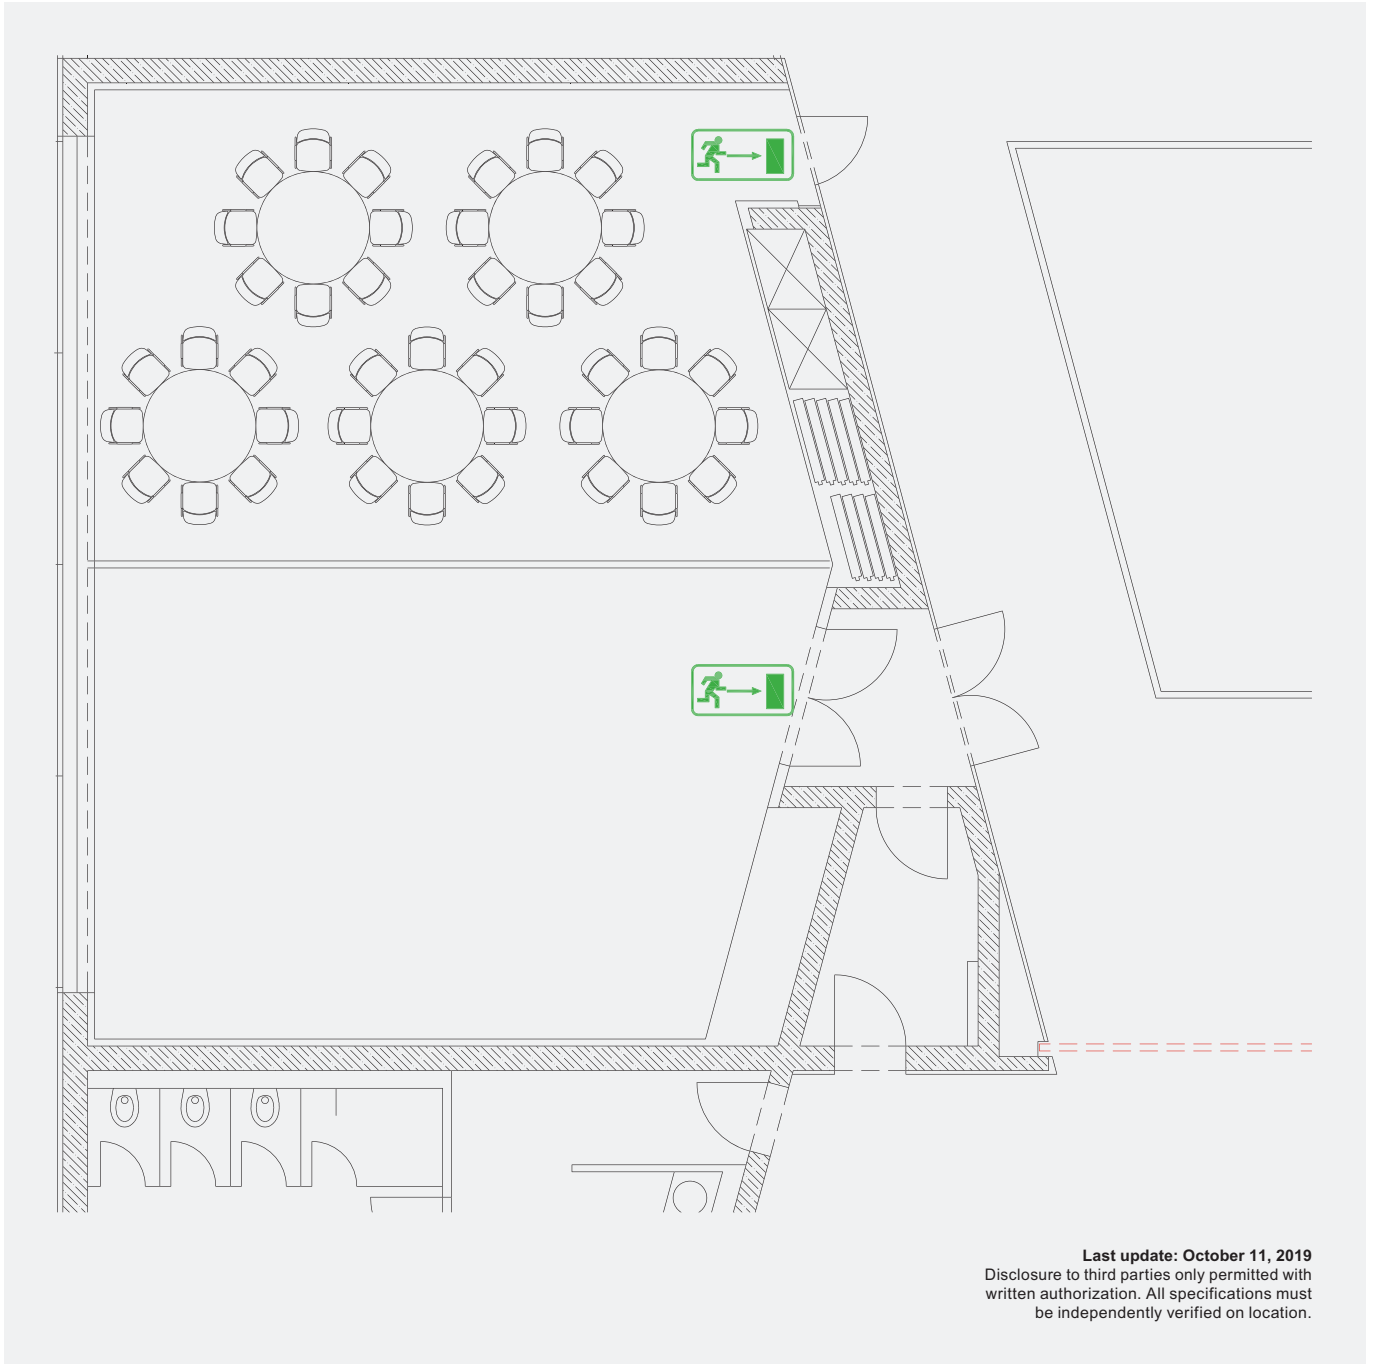 Last update: October 11, 2019
Disclosure to third parties only permitted with
written authorization. All specifications must
be independently verified on location.